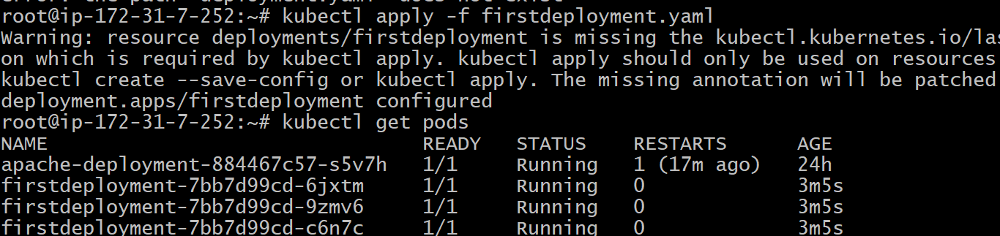 root@ip-172-31-7-252:~# kubectl apply -f firstdeployment.yaml
Warning: resource deployments/firstdeployment is missing the kubectl.kubernetes.io/las
on which is required by kubectl apply. kubectl apply should only be used on resources
kubectl create --save-config or kubectl apply. The missing annotation will be patched
deployment.apps/firstdeployment configured
root@ip-172-31-7-252:~# kubectl get pods
NAME READY STATUS RESTARTS AGE
apache-deployment-884467c57-s5v7h 1/1 Running 1 (17m ago) 24h
firstdeployment-7bb7d99cd-6jxtm 1/1 Running 0 3m5s
firstdeployment-7bb7d99cd-9zmv6 1/1 Running 0 3m5s
firstdeployment-7bb7d99cd-c6n7c 1/1 Running 0 3m5s